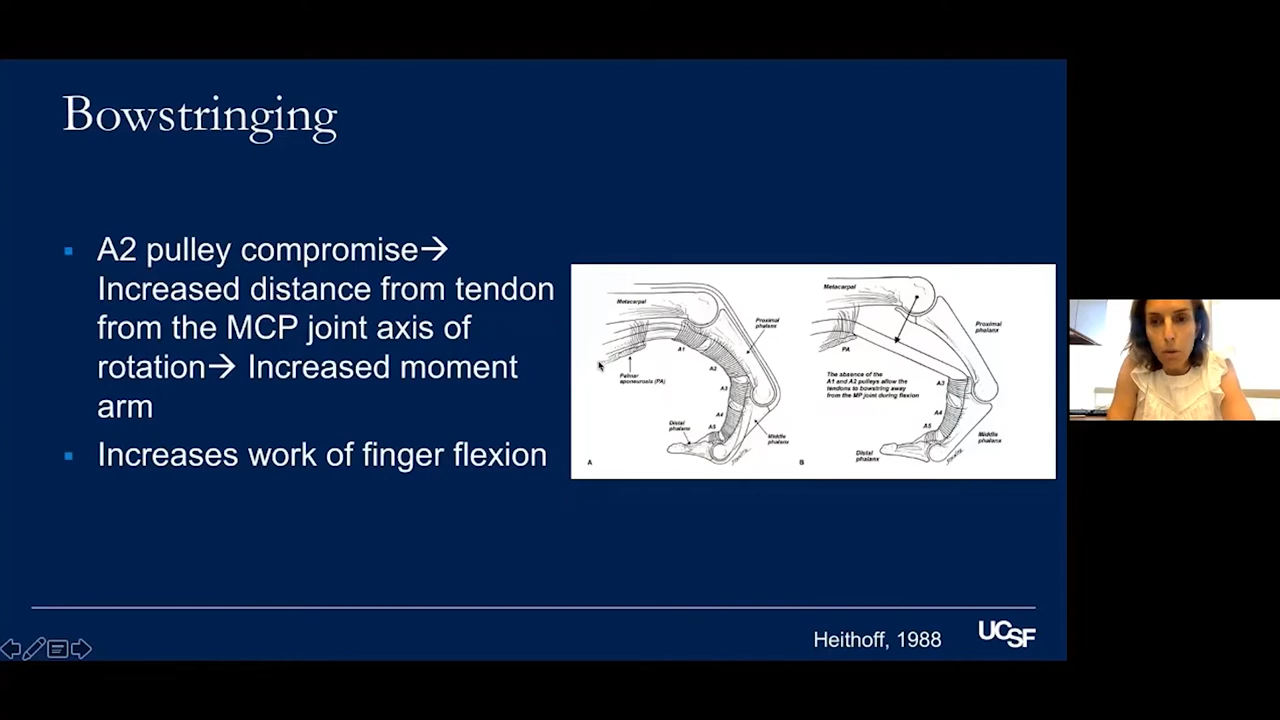 Bowstringing
▪ A2 pulley compromise→
Increased distance from tendon
from the MCP joint axis of
rotation→ Increased moment
arm
▪ Increases work of finger flexion
Metacarpal
Proximal
phalanx
A1
A2
Palmar
aponeurosis (PA)
A3
A4
Distal
phalanx
A5
Middle
phalanx
A
Metacarpal
Proximal
phalanx
PA
The absence of the
A1 and A2 pulleys allow the
tendons to bowstring away
from the MP joint during flexion
A3
A4
A5
Middle
phalanx
Distal
phalanx
B
Heithoff, 1988
UCSF